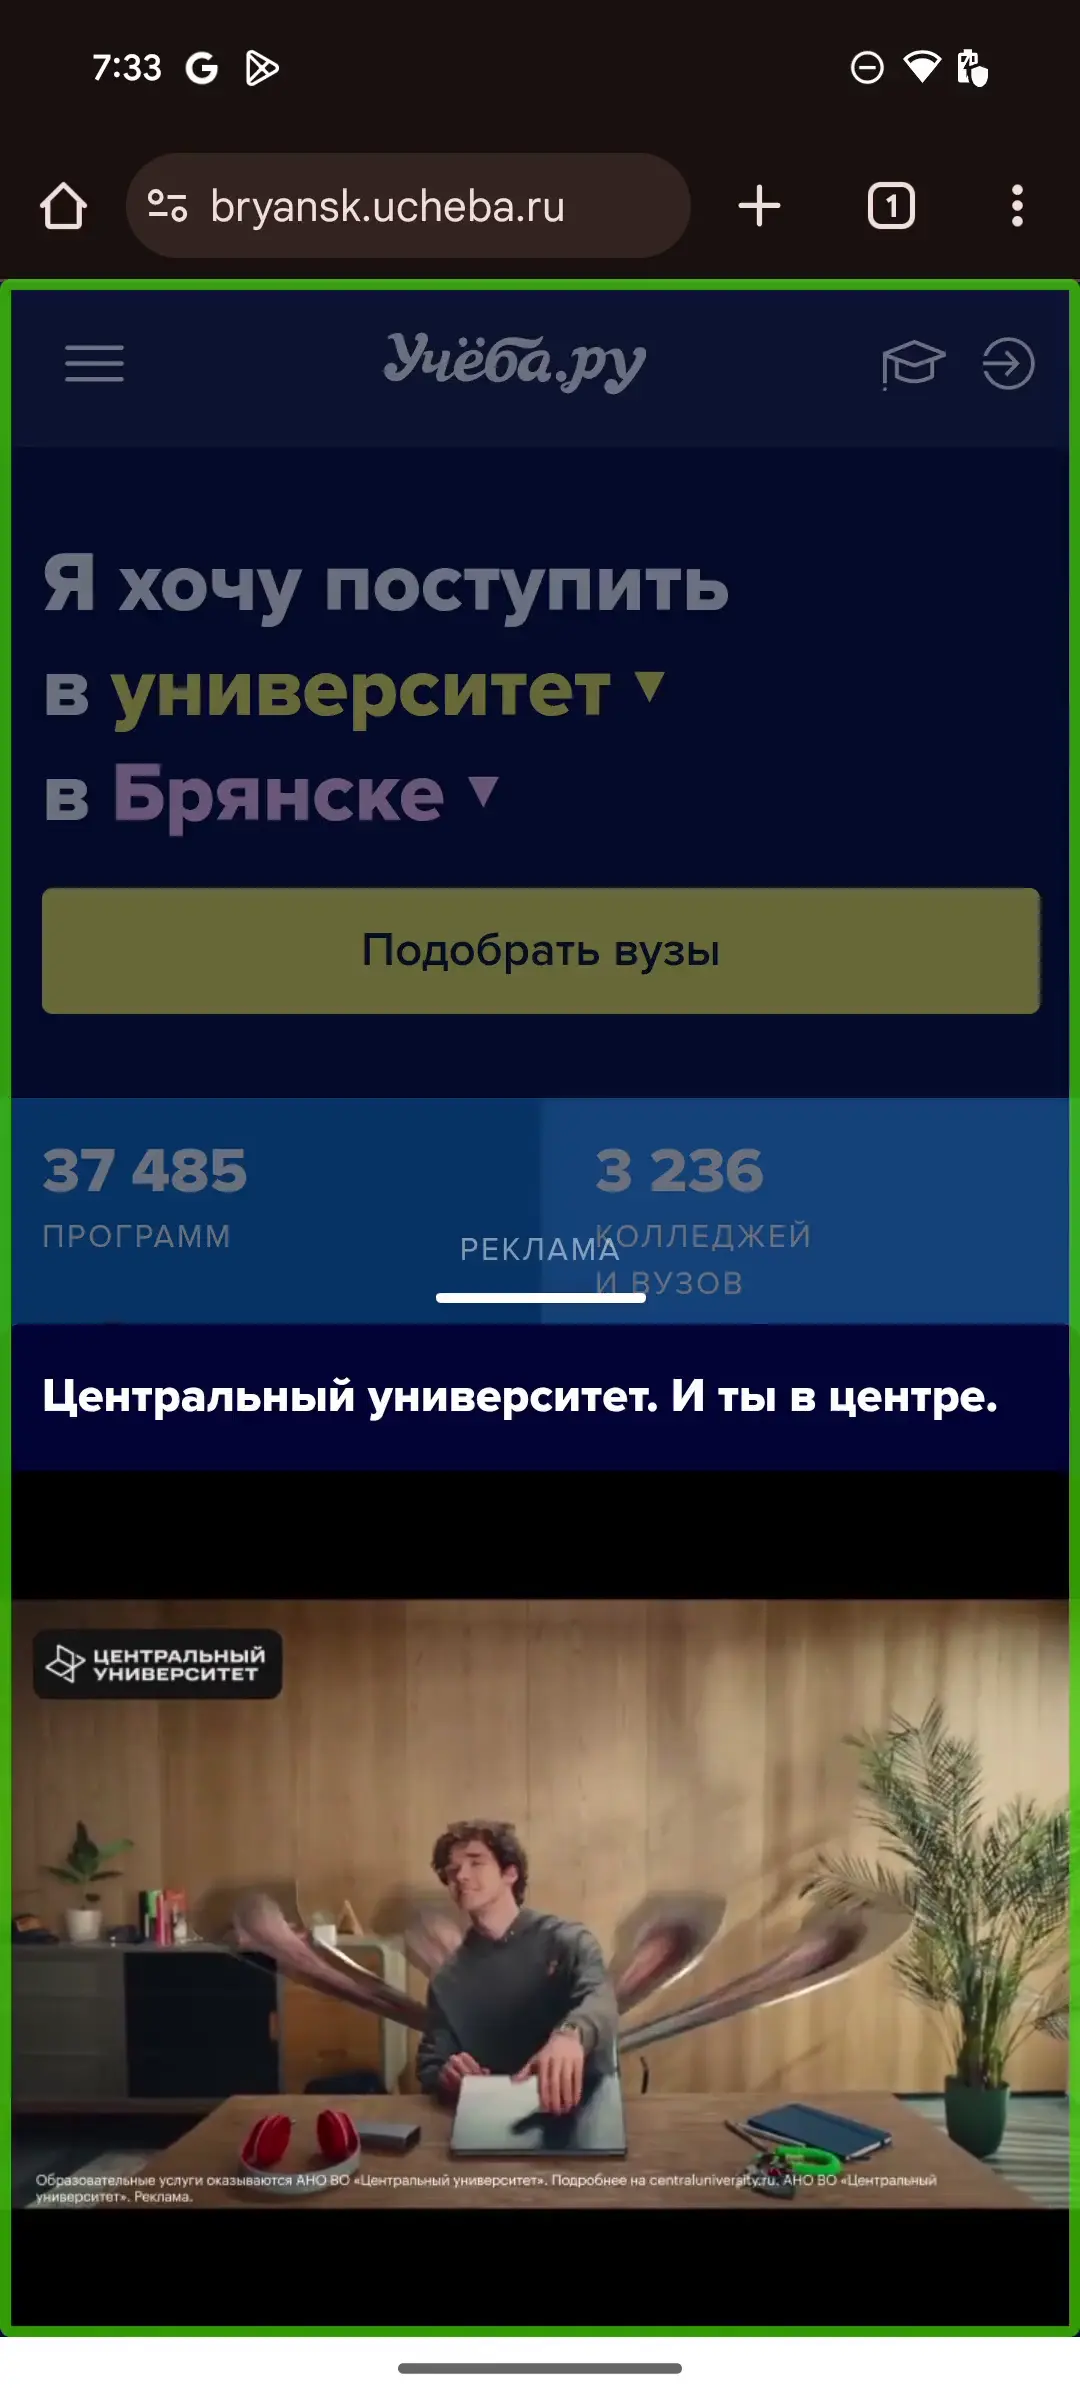 7:33
bryansk.ucheba.ru
1
Учёба.ру
Я хочу поступить
в университет ▼
в Брянске ▼
Подобрать вузы
37 485
ПРОГРАММ
3 236
КОЛЛЕДЖЕЙ
И ВУЗОВ
РЕКЛАМА
Центральный университет. И ты в центре.
ЦЕНТРАЛЬНЫЙ
УНИВЕРСИТЕТ
Образовательные услуги оказываются АНО ВО «Центральный университет». Подробнее на centraluniversity.ru. АНО ВО «Центральный
университет». Реклама.